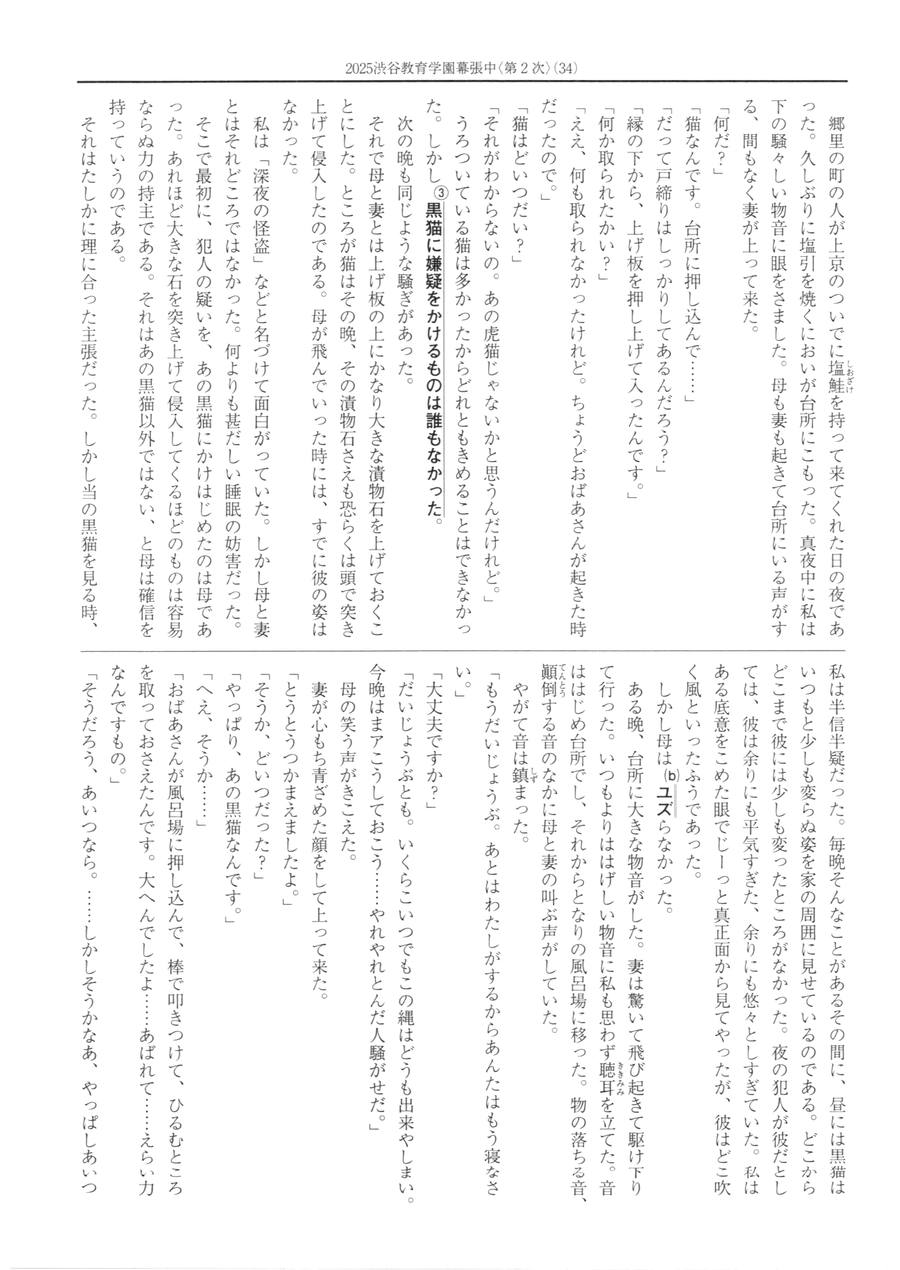 2025渋谷教育学園幕張中〈第2次〉(34)
郷里の町の人が上京のついでに塩鮭を持って来てくれた日の夜であ
った。久しぶりに塩引を焼くにおいが台所にこもった。真夜中に私は
下の騒々しい物音に眼をさました。母も妻も起きて台所にいる声がす
る、間もなく妻が上って来た。
「何だ?」
「猫なんです。台所に押し込んで……」
「だって戸締りはしっかりしてあるんだろう?」
「縁の下から、上げ板を押し上げて入ったんです。」
「何か取られたかい?」
「ええ、何も取られなかったけれど。ちょうどおばあさんが起きた時
だったので。」
「猫はどいつだい?」
「それがわからないの。あの虎猫じゃないかと思うんだけれど。」
うろついている猫は多かったからどれともきめることはできなかっ
た。しかし③黒猫に嫌疑をかけるものは誰もなかった。
次の晩も同じような騒ぎがあった。
それで母と妻とは上げ板の上にかなり大きな漬物石を上げておくこ
とにした。ところが猫はその晩、その漬物石さえも恐らくは頭で突き
上げて侵入したのである。母が飛んでいった時には、すでに彼の姿は
なかった。
私は「深夜の怪盗」などと名づけて面白がっていた。しかし母と妻
とはそれどころではなかった。何よりも甚だしい睡眠の妨害だった。
そこで最初に、犯人の疑いを、あの黒猫にかけはじめたのは母であ
った。あれほど大きな石を突き上げて侵入してくるほどのものは容易
ならぬ力の持主である。それはあの黒猫以外ではない、と母は確信を
持っていうのである。
それはたしかに理に合った主張だった。しかし当の黒猫を見る時、
私は半信半疑だった。毎晩そんなことがあるその間に、昼には黒猫は
いつもと少しも変らぬ姿を家の周囲に見せているのである。どこから
どこまで彼には少しも変ったところがなかった。夜の犯人が彼だとし
ては、彼は余りにも平気すぎた、余りにも悠々としすぎていた。私は
ある底意をこめた眼でじーっと真正面から見てやったが、彼はどこ吹
く風といったふうであった。
しかし母は(b)ユズらなかった。
ある晩、台所に大きな物音がした。妻は驚いて飛び起きて駆け下り
て行った。いつもよりははげしい物音に私も思わず聴耳を立てた。音
ははじめ台所でし、それからとなりの風呂場に移った。物の落ちる音、
顚倒する音のなかに母と妻の叫ぶ声がしていた。
やがて音は鎮まった。
「もうだいじょうぶ。あとはわたしがするからあんたはもう寝なさ
い。」
「大丈夫ですか?」
「だいじょうぶとも。いくらこいつでもこの縄はどうも出来やしまい。
今晩はまアこうしておこう……やれやれとんだ人騒がせだ。」
母の笑う声がきこえた。
妻が心もち青ざめた顔をして上って来た。
「とうとうつかまえましたよ。」
「そうか、どいつだった?」
「やっぱり、あの黒猫なんです。」
「へえ、そうか……」
「おばあさんが風呂場に押し込んで、棒で叩きつけて、ひるむところ
を取っておさえたんです。大へんでしたよ……あばれて……えらい力
なんですもの。」
「そうだろう、あいつなら。……しかしそうかなあ、やっぱしあいつ